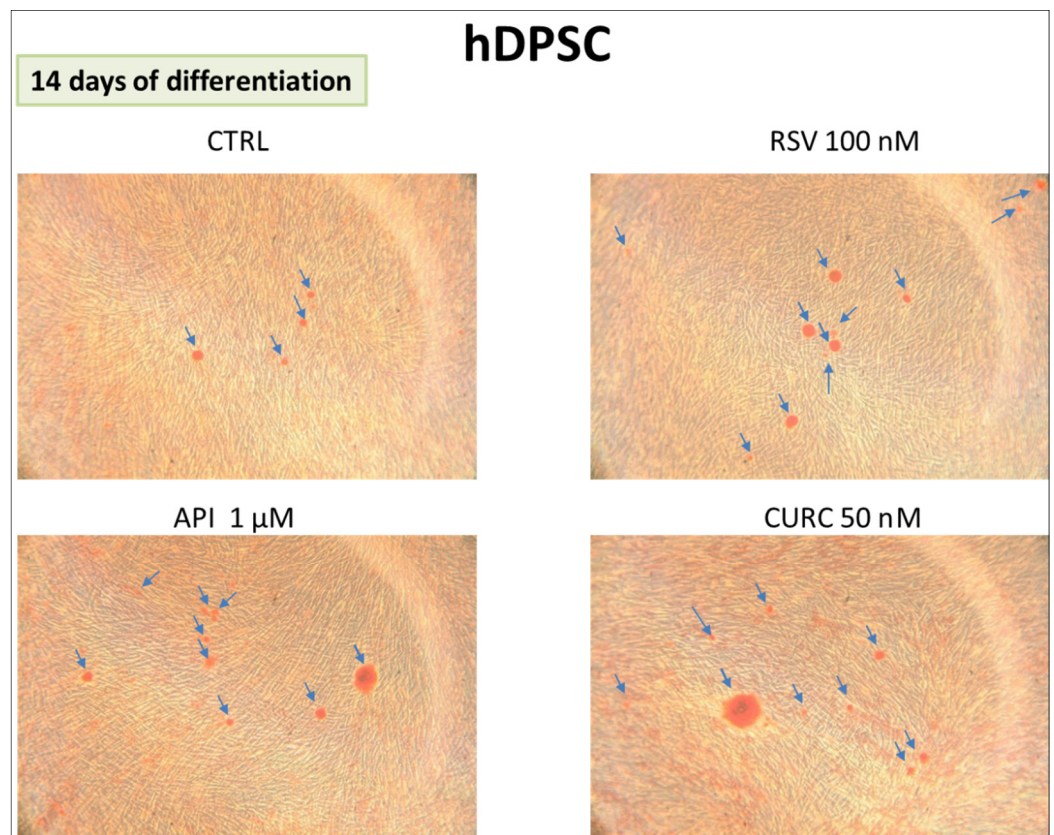 hDPSC
14 days of differentiation
CTRL
RSV 100 nM
API 1 µM
CURC 50 nM